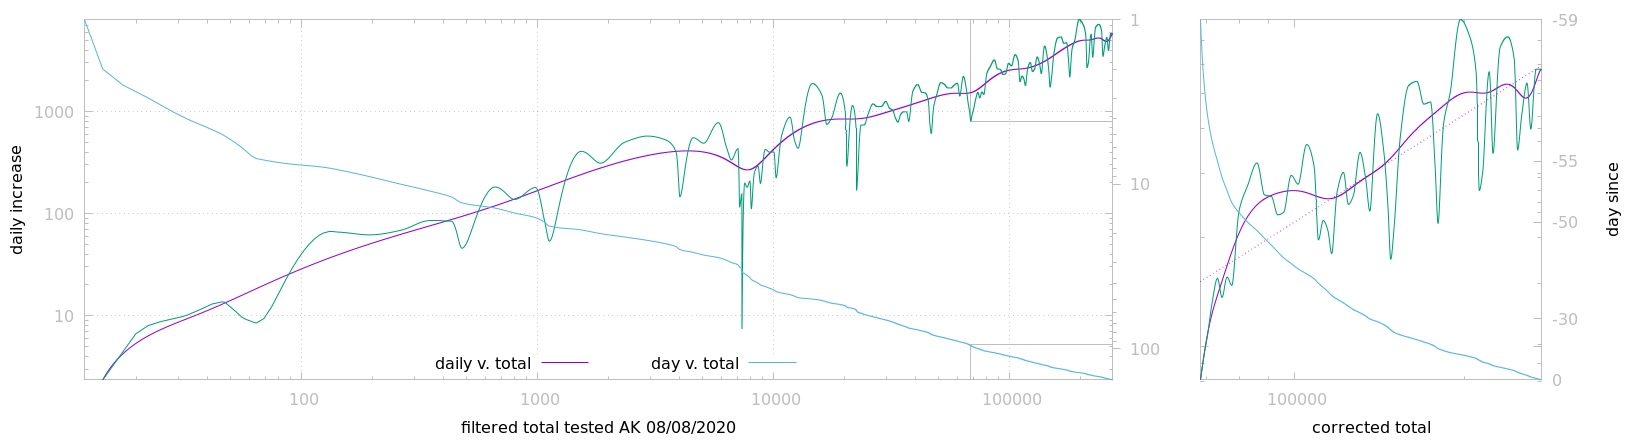 daily increase
1000
100
10
daily v. total
day v. total
100
1000
10000
100000
filtered total tested AK 08/08/2020
1
10
100
100000
corrected total
-59
-55
-50
-30
0
day since